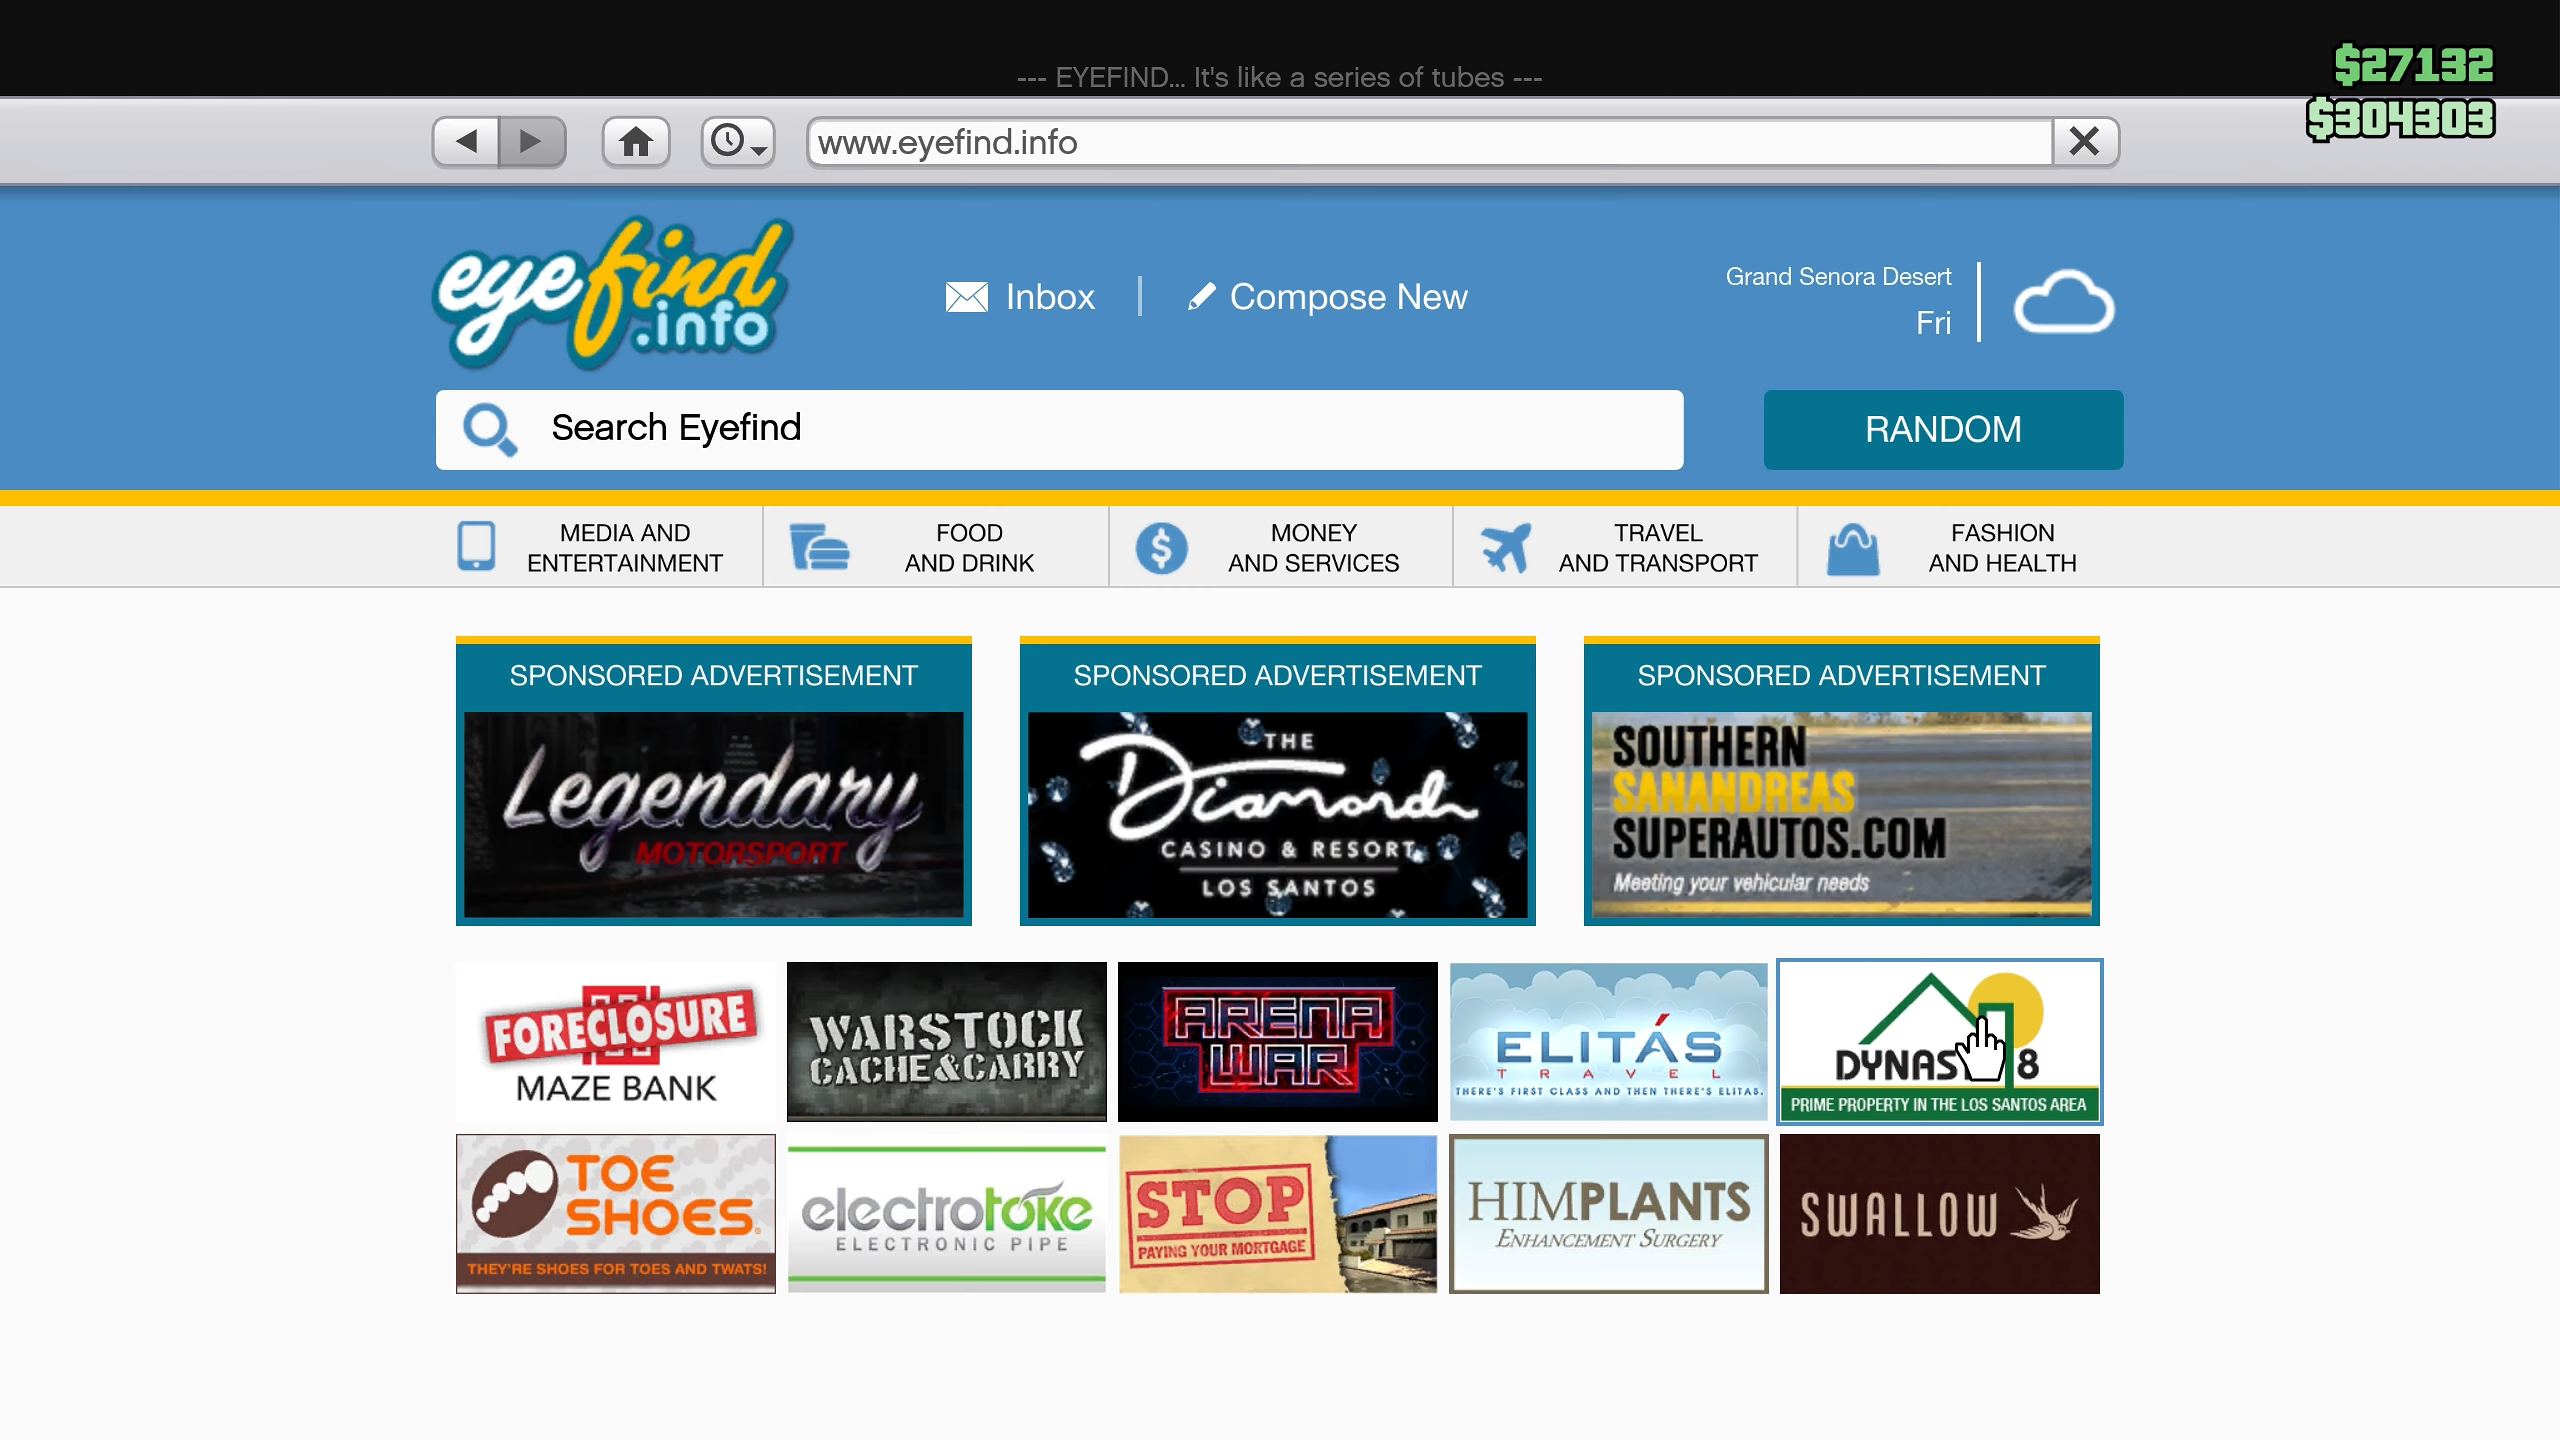 --- EYEFIND... It's like a series of tubes ---
$27132
$304303
www.eyefind.info
eyefind
.info
Inbox
Compose New
Grand Senora Desert
Fri
Search Eyefind
RANDOM
MEDIA AND
ENTERTAINMENT
FOOD
AND DRINK
MONEY
AND SERVICES
TRAVEL
AND TRANSPORT
FASHION
AND HEALTH
SPONSORED ADVERTISEMENT
Legendary
MOTORSPORT
SPONSORED ADVERTISEMENT
THE
Diamond
CASINO & RESORT
LOS SANTOS
SPONSORED ADVERTISEMENT
SOUTHERN
SANANDREAS
SUPERAUTOS.COM
Meeting your vehicular needs
FORECLOSURE
MAZE BANK
WARSTOCK
CACHE&CARRY
ARENA
WAR
ELITÁS
TRAVEL
THERE'S FIRST CLASS AND THEN THERE'S ELITAS.
8
PRIME PROPERTY IN THE LOS SANTOS AREA
TOE
SHOES
THEY'RE SHOES FOR TOES AND TWATS!
electrotoke
ELECTRONIC PIPE
STOP
PAYING YOUR MORTGAGE
HIMPLANTS
ENHANCEMENT SURGERY
SWALLOW